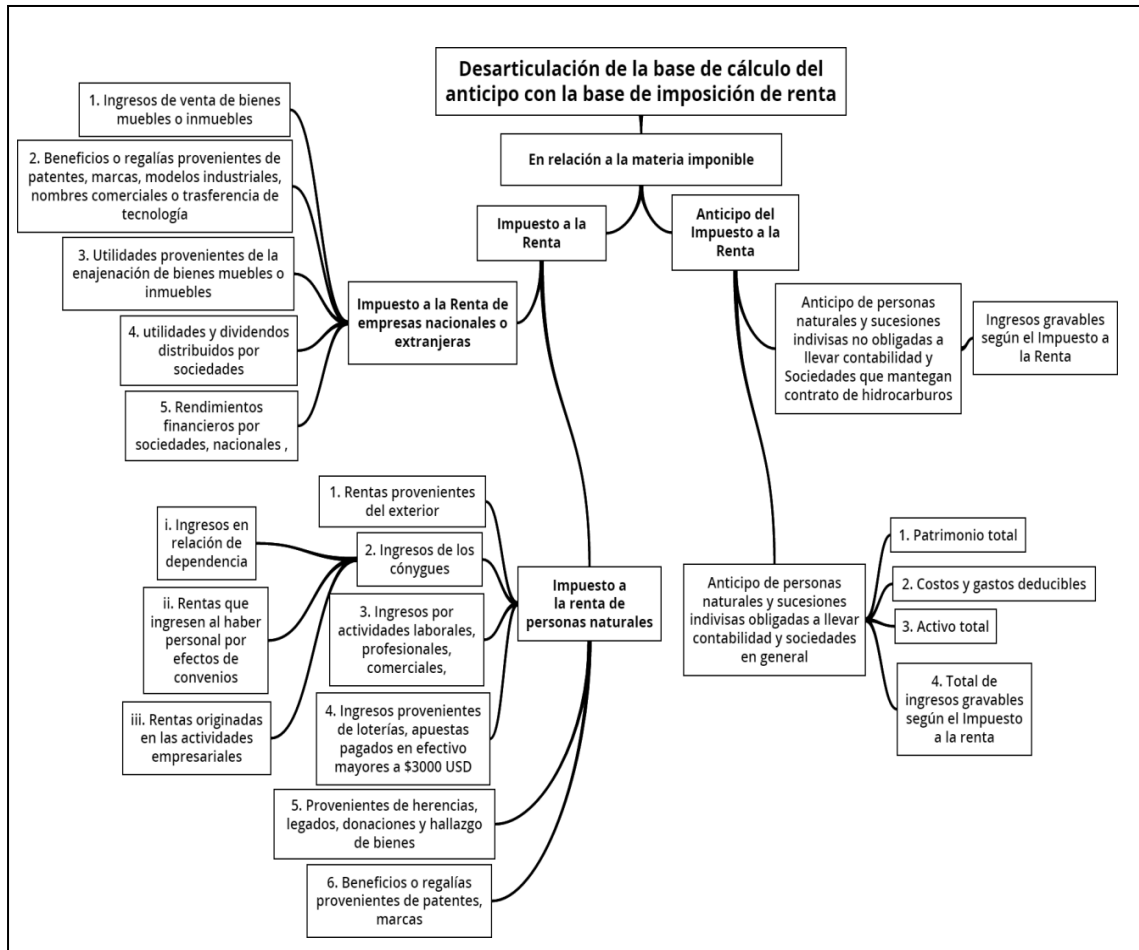 Desarticulación de la base de cálculo del
anticipo con la base de imposición de renta
En relación a la materia imponible
Impuesto a la
Renta
Impuesto a la Renta de
empresas nacionales o
extranjeras
1. Ingresos de venta de bienes
muebles o inmuebles
2. Beneficios o regalías provenientes de
patentes, marcas, modelos industriales,
nombres comerciales o trasferencia de
tecnología
3. Utilidades provenientes de la
enajenación de bienes muebles o
inmuebles
4. utilidades y dividendos
distribuidos por
sociedades
5. Rendimientos
financieros por
sociedades, nacionales ,
Impuesto a
la renta de
personas naturales
1. Rentas provenientes
del exterior
2. Ingresos de los
cónygues
i. Ingresos en
relación de
dependencia
ii. Rentas que
ingresen al haber
personal por
efectos de
convenios
iii. Rentas originadas
en las actividades
empresariales
3. Ingresos por
actividades laborales,
profesionales,
comerciales,
4. Ingresos provenientes
de loterías, apuestas
pagados en efectivo
mayores a $3000 USD
5. Provenientes de herencias,
legados, donaciones y hallazgo
de bienes
6. Beneficios o regalías
provenientes de patentes,
marcas
Anticipo del
Impuesto a la
Renta
Anticipo de personas
naturales y sucesiones
indivisas no obligadas a
llevar contabilidad y
Sociedades que mantegan
contrato de hidrocarburos
Ingresos gravables
según el Impuesto a
la Renta
Anticipo de personas
naturales y sucesiones
indivisas obligadas a llevar
contabilidad y sociedades
en general
1. Patrimonio total
2. Costos y gastos deducibles
3. Activo total
4. Total de
ingresos gravables
según el Impuesto
a la renta